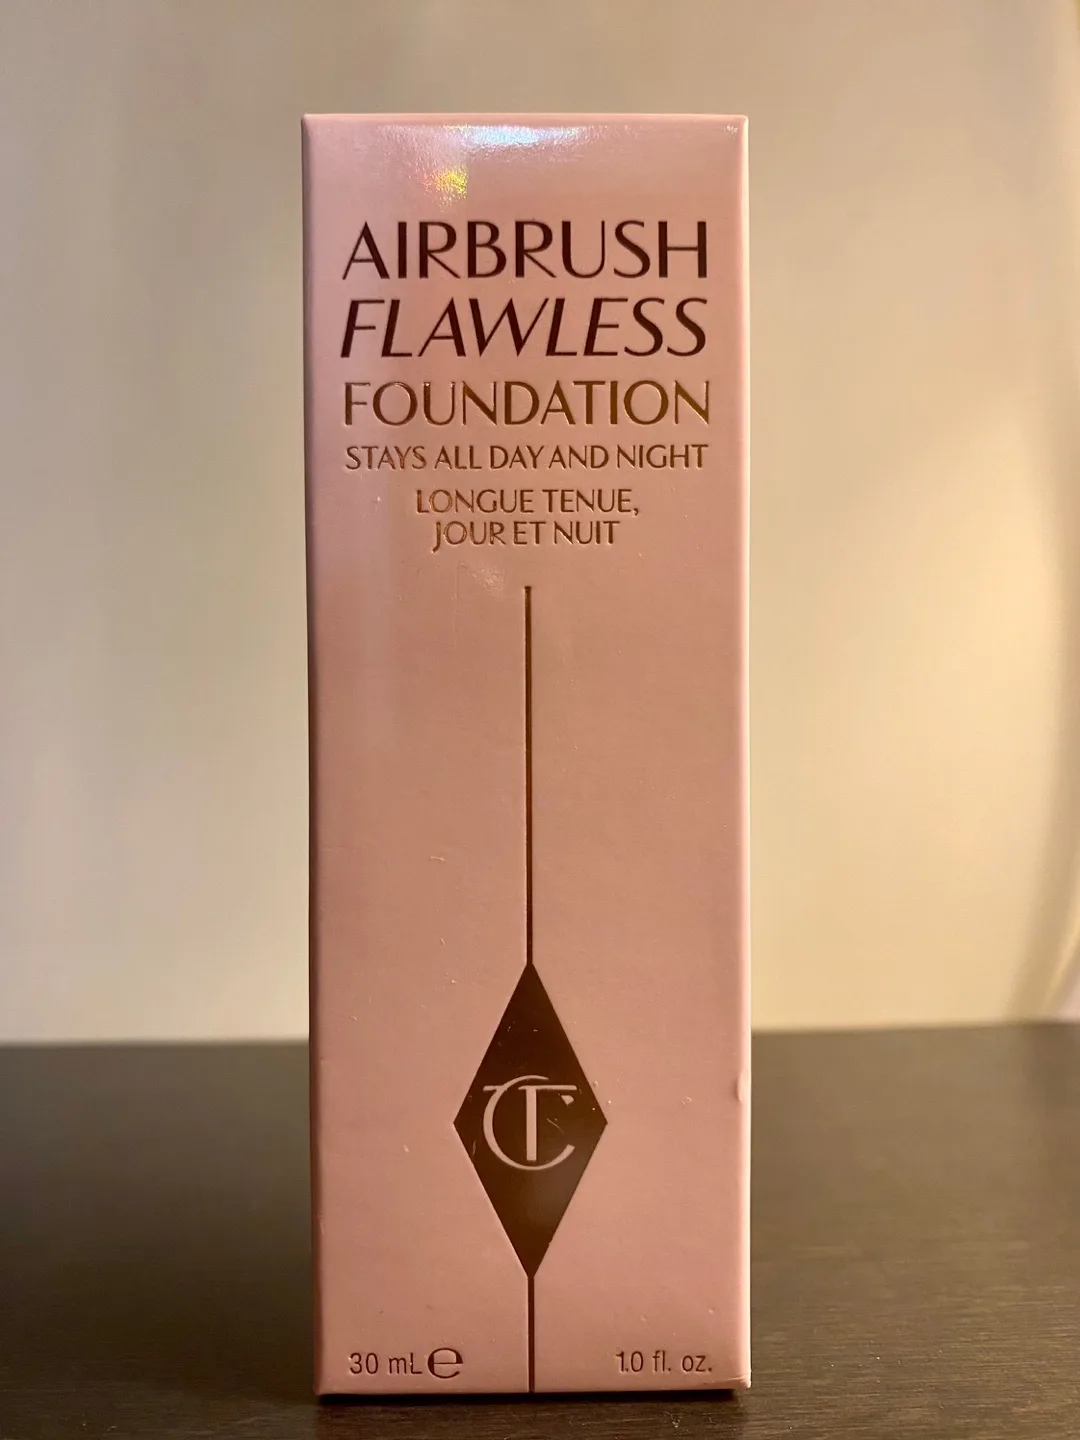 AIRBRUSH
FLAWLESS
FOUNDATION
STAYS ALL DAY AND NIGHT
LONGUE TENUE,
JOUR ET NUIT
CT
30 mL ℮ 1.0 fl. oz.